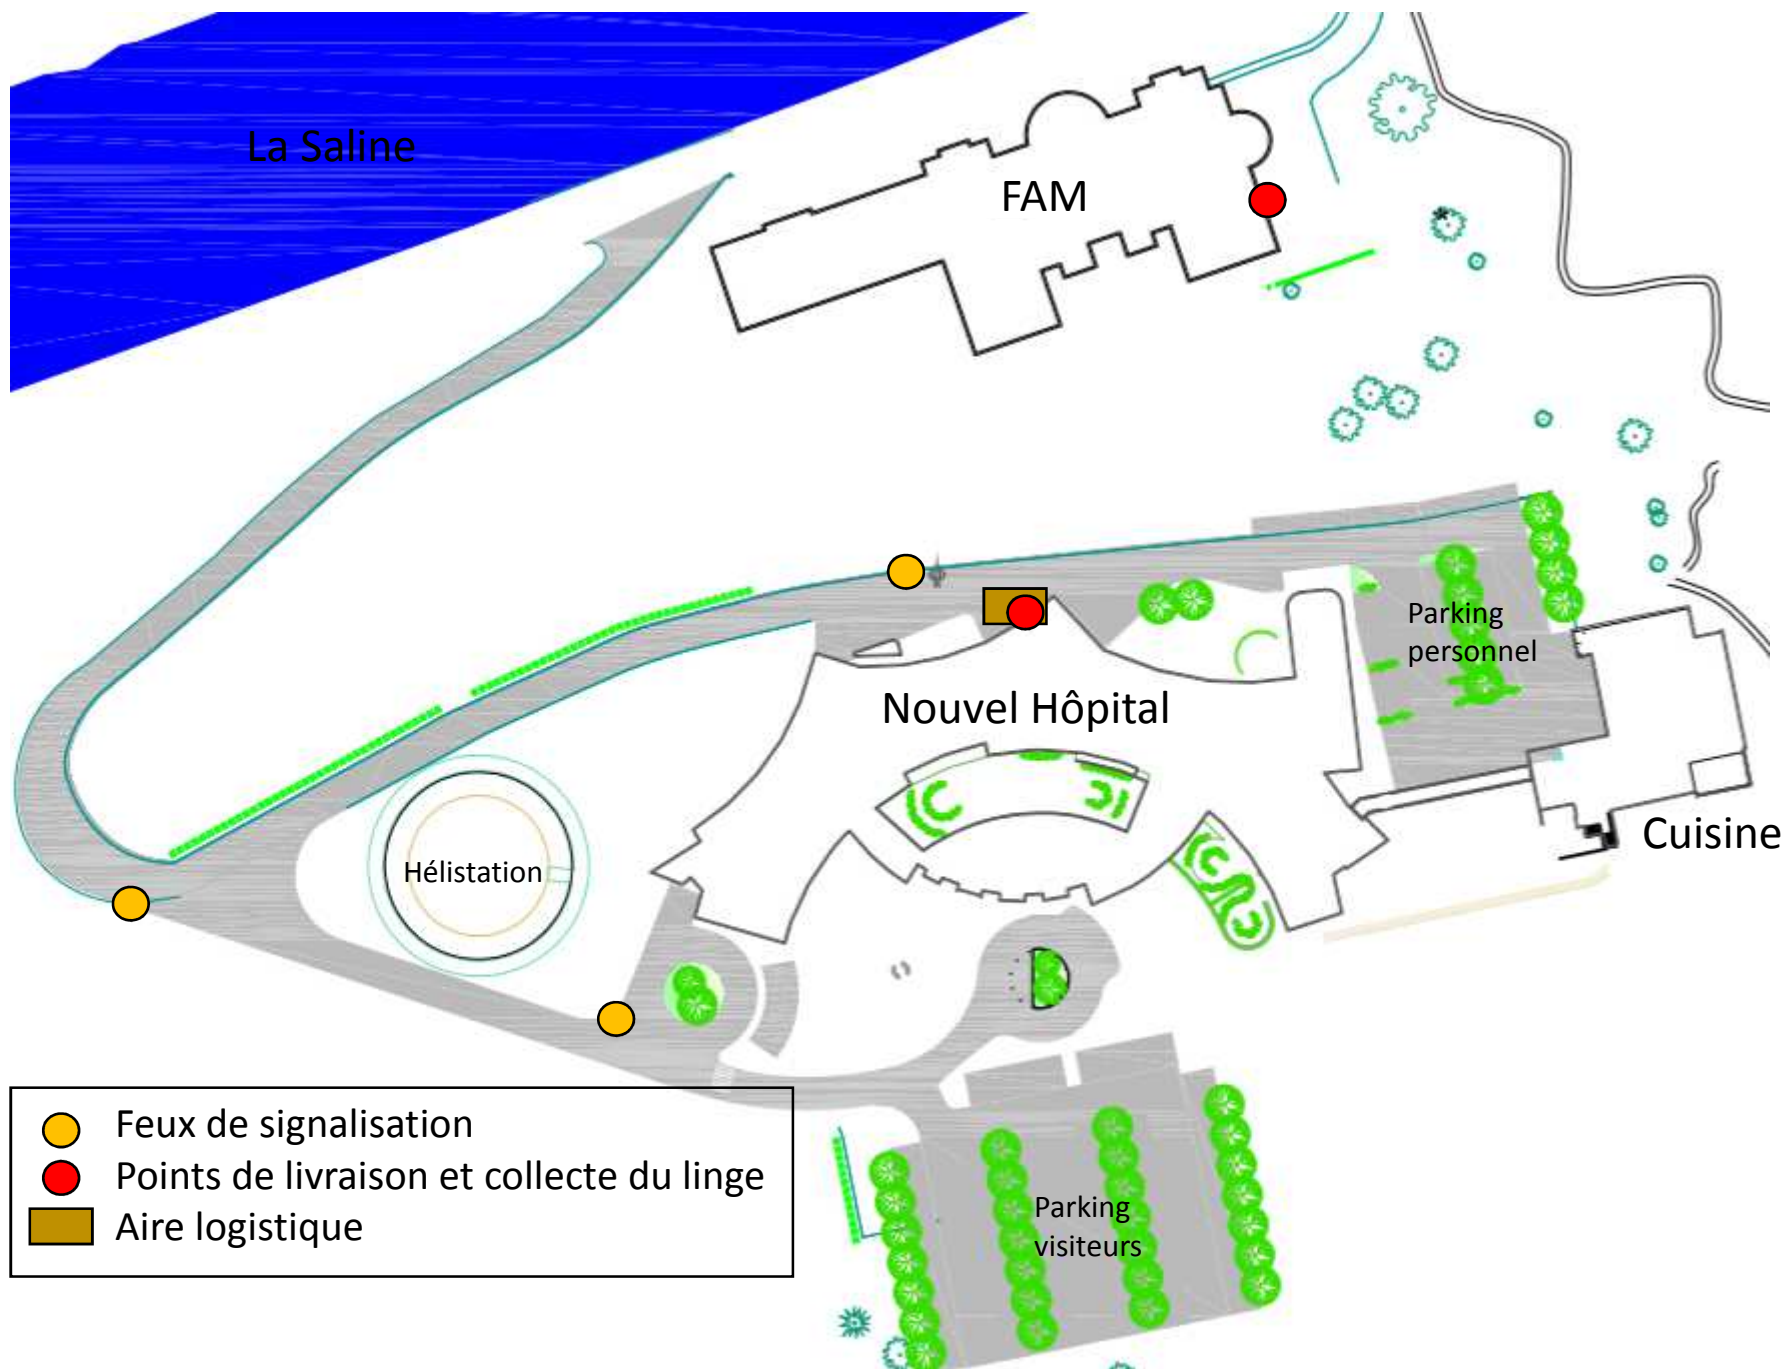 La Saline
FAM
Parking
personnel
Nouvel Hôpital
Cuisine
Hélistation
Feux de signalisation
Points de livraison et collecte du linge
Aire logistique
Parking
visiteurs